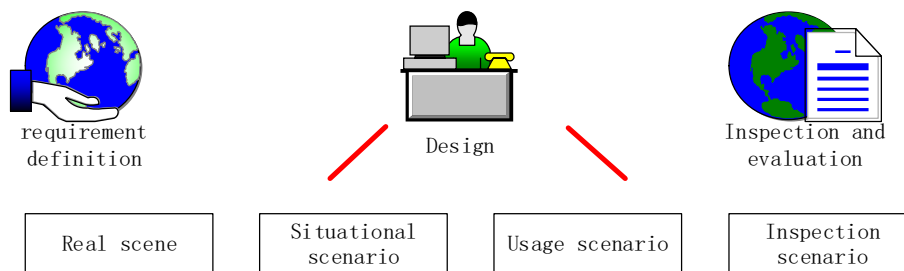 requirement
definition
Design
Inspection and
evaluation
Real scene
Situational
scenario
Usage scenario
Inspection
scenario